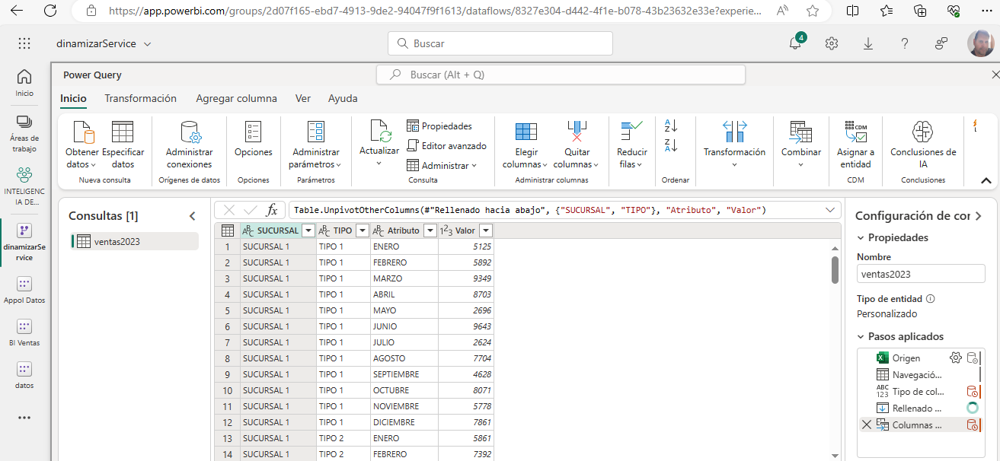 https://app.powerbi.com/groups/2d07f165-ebd7-4913-9de2-94047f9f1613/dataflows/8327e304-d442-4f1e-b078-43b23632e33e?experie...
dinamizarService
Buscar
4
Power Query
Buscar (Alt + Q)
Inicio
Transformación
Agregar columna
Ver
Ayuda
Obtener datos
Especificar datos
Nueva consulta
Administrar conexiones
Orígenes de datos
Opciones
Opciones
Administrar parámetros
Parámetros
Actualizar
Propiedades
Editor avanzado
Administrar
Consulta
Elegir columnas
Quitar columnas
Administrar columnas
Reducir filas
Ordenar
Transformación
Combinar
CDM
Asignar a entidad
CDM
Conclusiones de IA
Conclusiones
Inicio
Áreas de trabajo
INTELIGENC IA DE...
dinamizarSe rvice
Appol Datos
BI Ventas
datos
Consultas [1]
ventas2023
fx Table.UnpivotOtherColumns(#"Rellenado hacia abajo", {"SUCURSAL", "TIPO"}, "Atributo", "Valor")
SUCURSAL TIPO Atributo Valor
1 SUCURSAL 1 TIPO 1 ENERO 5125
2 SUCURSAL 1 TIPO 1 FEBRERO 5892
3 SUCURSAL 1 TIPO 1 MARZO 9349
4 SUCURSAL 1 TIPO 1 ABRIL 8703
5 SUCURSAL 1 TIPO 1 MAYO 2696
6 SUCURSAL 1 TIPO 1 JUNIO 9643
7 SUCURSAL 1 TIPO 1 JULIO 2624
8 SUCURSAL 1 TIPO 1 AGOSTO 7704
9 SUCURSAL 1 TIPO 1 SEPTIEMBRE 4628
10 SUCURSAL 1 TIPO 1 OCTUBRE 8071
11 SUCURSAL 1 TIPO 1 NOVIEMBRE 5778
12 SUCURSAL 1 TIPO 1 DICIEMBRE 7861
13 SUCURSAL 1 TIPO 2 ENERO 5861
14 SUCURSAL 1 TIPO 2 FEBRERO 7392
Configuración de cor
Propiedades
Nombre
ventas2023
Tipo de entidad
Personalizado
Pasos aplicados
Origen
Navegació...
Tipo de col...
Rellenado ...
Columnas ...